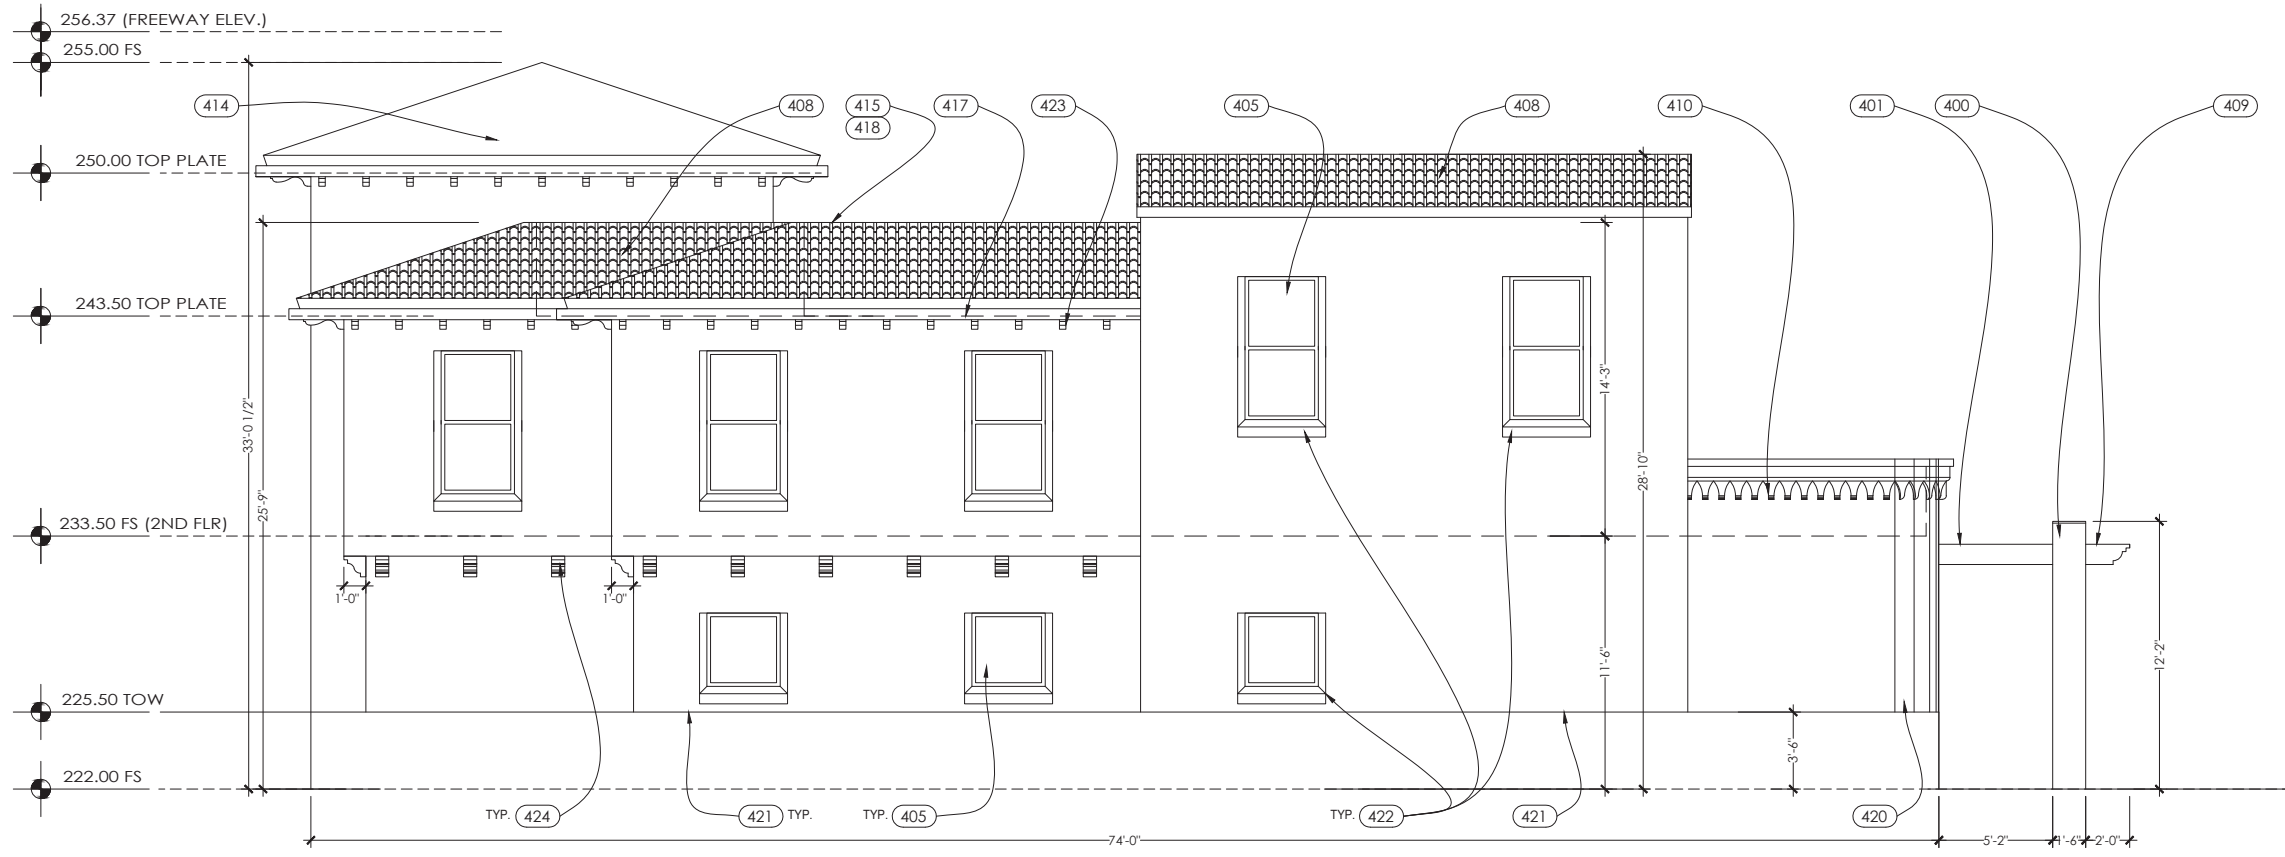 256.37 (FREEWAY ELEV.)
255.00 FS
414
408
415
417
423
405
408
410
401
400
409
418
250.00 TOP PLATE
243.50 TOP PLATE
14'-3"
33'-0 1/2"
28'-10"
25'-9"
233.50 FS (2ND FLR)
1'-0"
1'-0"
11'-6"
12'-2"
225.50 TOW
3'-6"
222.00 FS
TYP. 424
421 TYP.
TYP. 405
TYP. 422
421
420
74'-0"
5'-2"
1'-6"
2'-0"